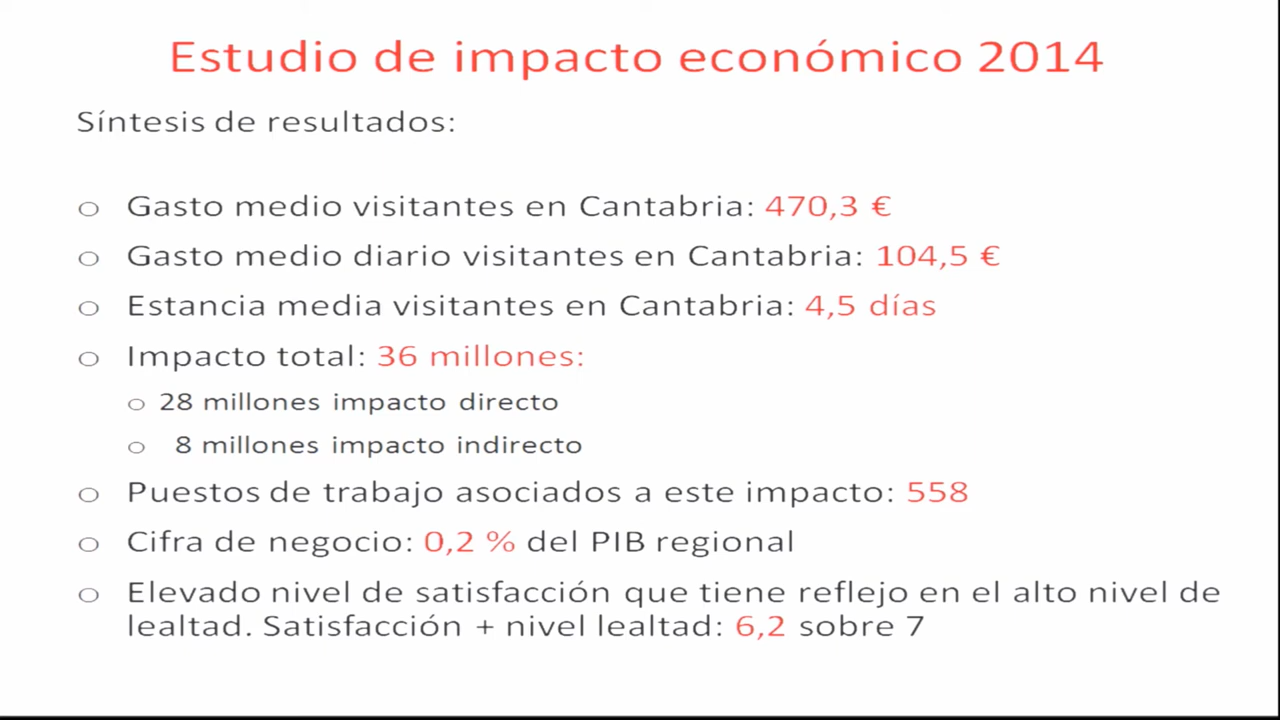 Estudio de impacto económico 2014
Síntesis de resultados:
Gasto medio visitantes en Cantabria: 470,3 €
Gasto medio diario visitantes en Cantabria: 104,5 €
Estancia media visitantes en Cantabria: 4,5 días
Impacto total: 36 millones:
28 millones impacto directo
8 millones impacto indirecto
Puestos de trabajo asociados a este impacto: 558
Cifra de negocio: 0,2 % del PIB regional
Elevado nivel de satisfacción que tiene reflejo en el alto nivel de
lealtad. Satisfacción + nivel lealtad: 6,2 sobre 7